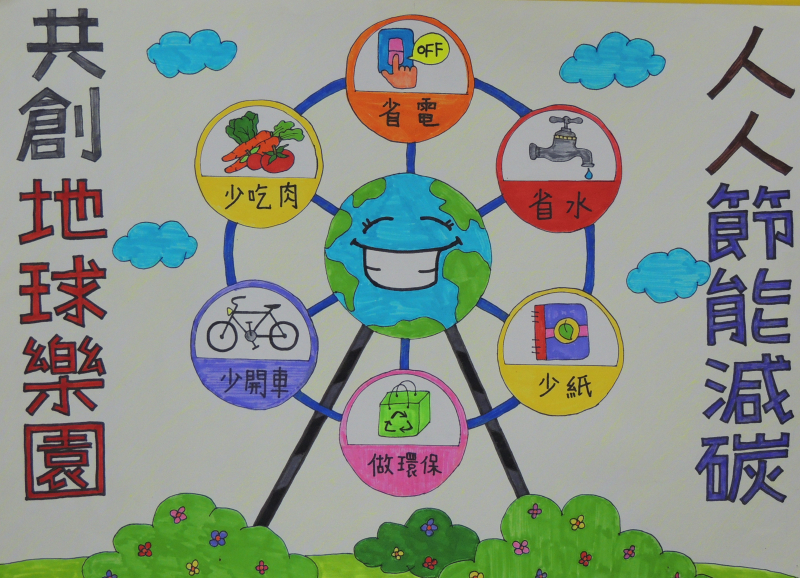 人人節能減碳
共創地球樂園
OFF
省電
省水
少紙
做環保
少開車
少吃肉